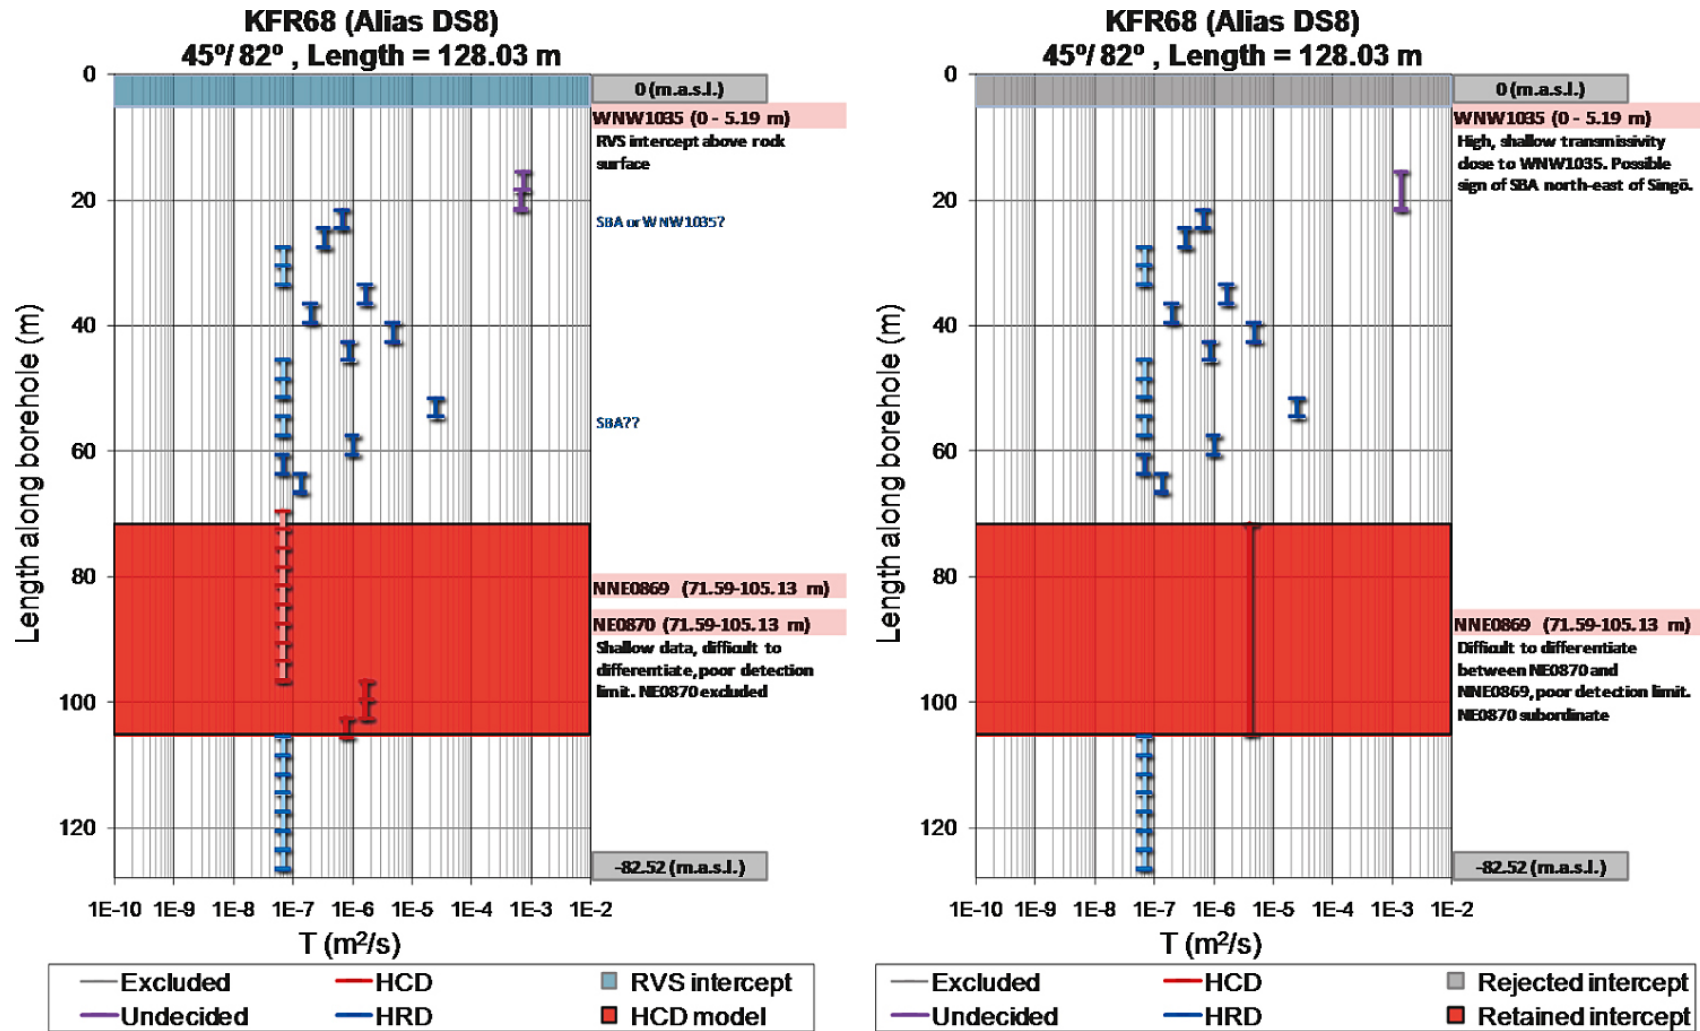 KFR68 (Alias DS8)
45º/ 82º , Length = 128.03 m
0
20
40
60
80
100
120
Length along borehole (m)
1E-10 1E-9 1E-8 1E-7 1E-6 1E-5 1E-4 1E-3 1E-2
T (m²/s)
0 (m.a.s.l.)
WNW1035 (0 - 5.19 m)
RVS intercept above rock
surface
SBA or WNW1035?
SBA??
NNE0869 (71.59-105.13 m)
NE0870 (71.59-105.13 m)
Shallow data, difficult to
differentiate, poor detection
limit. NE0870 excluded
-82.52 (m.a.s.l.)
Excluded
HCD
RVS intercept
Undecided
HRD
HCD model
KFR68 (Alias DS8)
45º/ 82º , Length = 128.03 m
0
20
40
60
80
100
120
Length along borehole (m)
1E-10 1E-9 1E-8 1E-7 1E-6 1E-5 1E-4 1E-3 1E-2
T (m²/s)
0 (m.a.s.l.)
WNW1035 (0 - 5.19 m)
High, shallow transmissivity
close to WNW1035. Possible
sign of SBA north-east of Singö.
NNE0869 (71.59-105.13 m)
Difficult to differentiate
between NE0870 and
NNE0869, poor detection limit.
NE0870 subordinate
-82.52 (m.a.s.l.)
Excluded
HCD
Rejected intercept
Undecided
HRD
Retained intercept